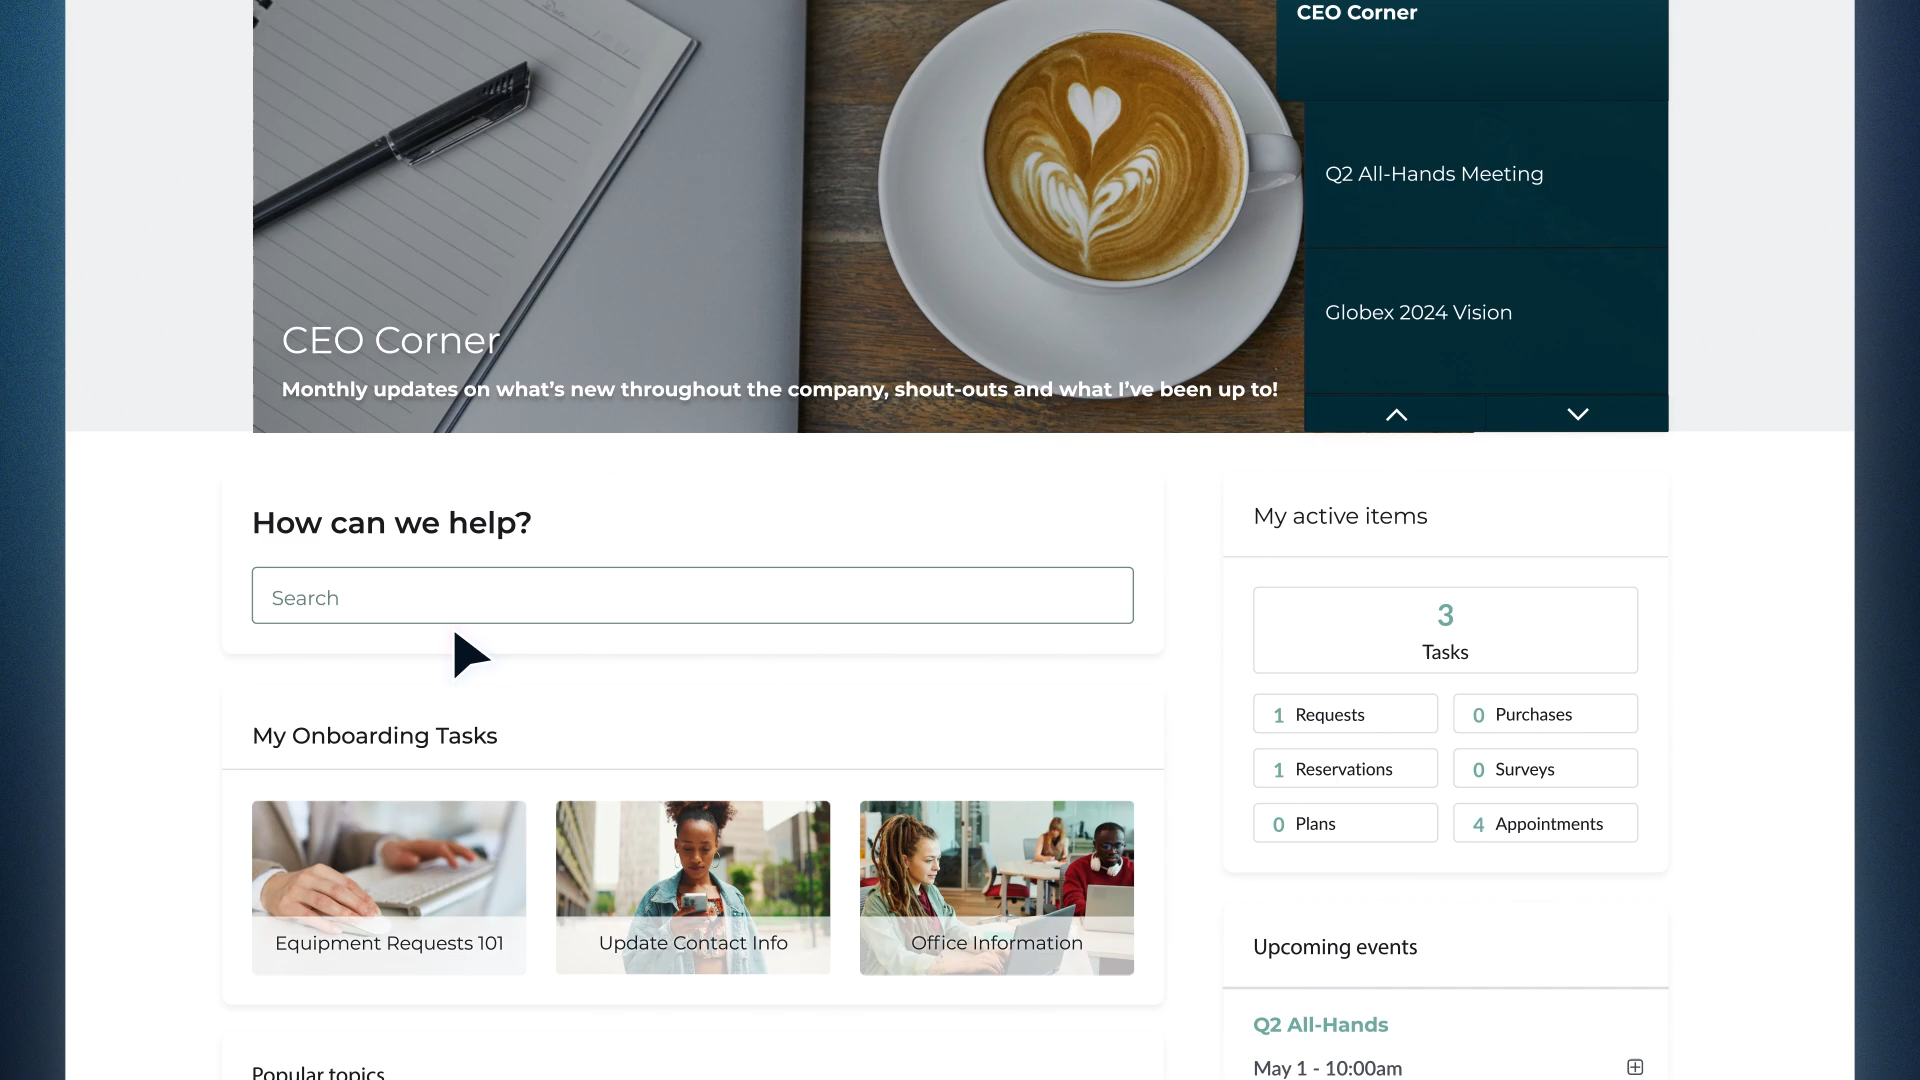 CEO Corner
Q2 All-Hands Meeting
Globex 2024 Vision
CEO Corner
Monthly updates on what’s new throughout the company, shout-outs and what I’ve been up to!
How can we help?
Search
My Onboarding Tasks
Equipment Requests 101
Update Contact Info
Office Information
Popular topics
My active items
3
Tasks
1 Requests
0 Purchases
1 Reservations
0 Surveys
0 Plans
4 Appointments
Upcoming events
Q2 All-Hands
May 1 - 10:00am